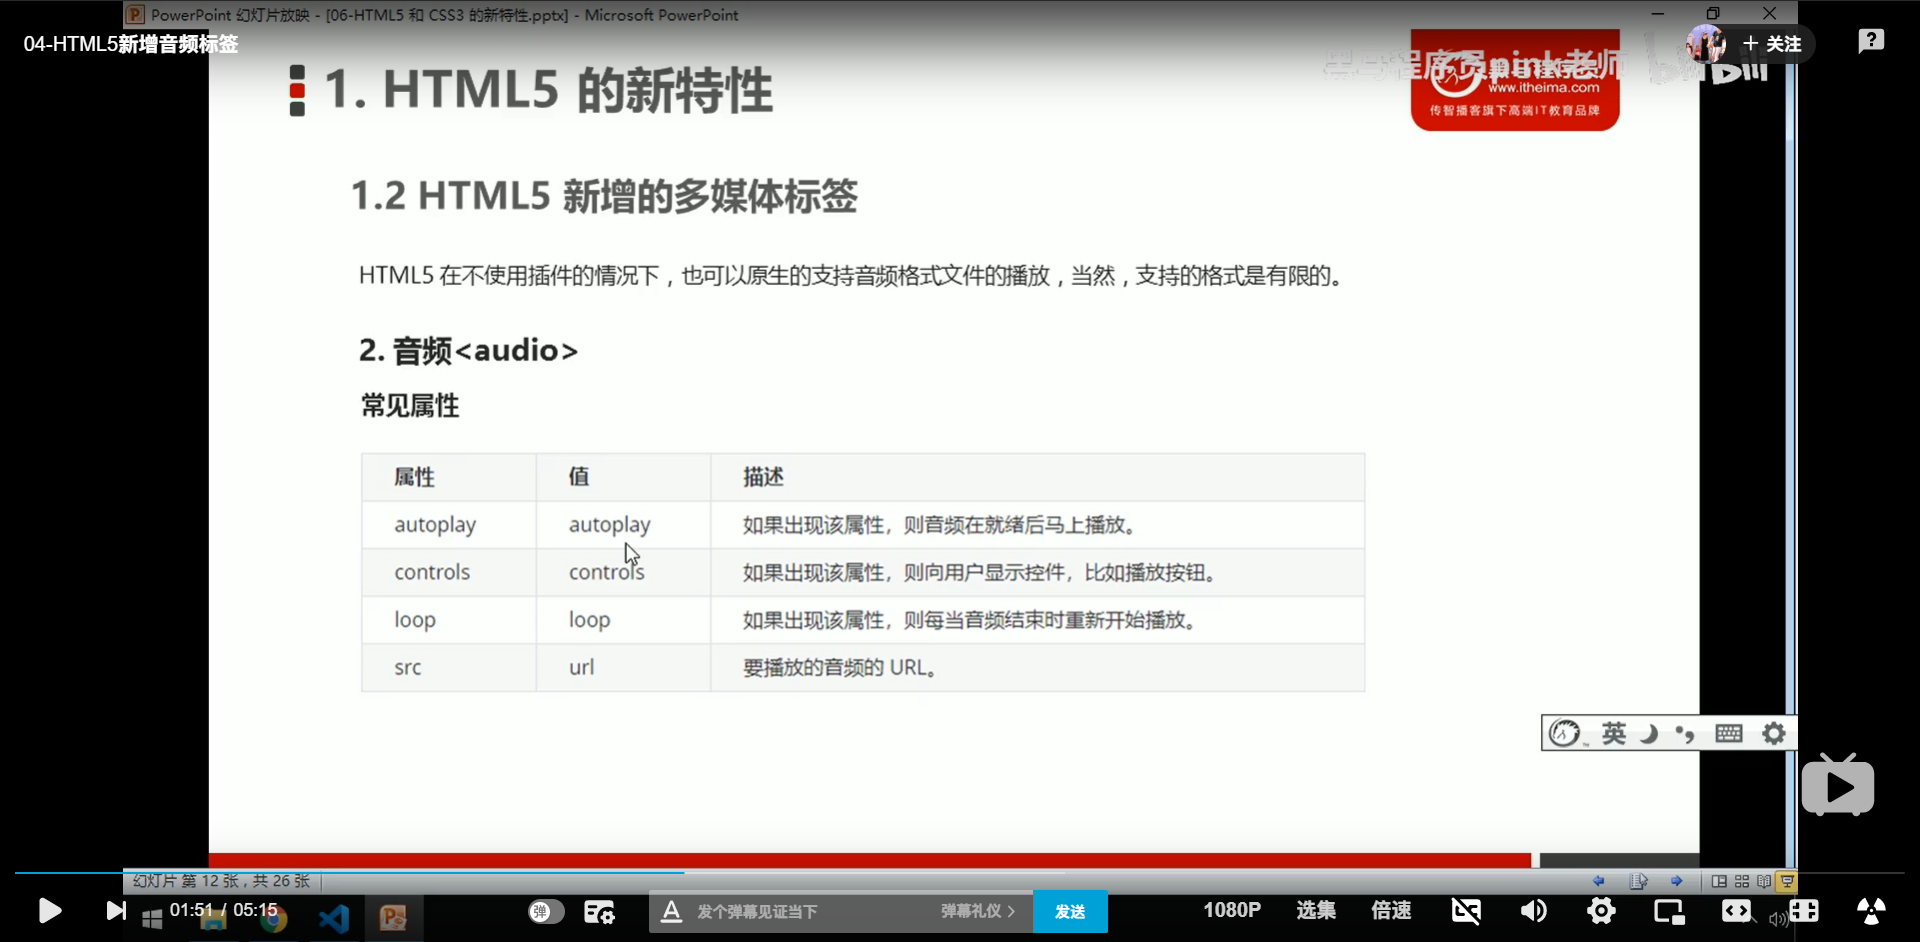 PowerPoint 幻灯片放映 - [06-HTML5 和 CSS3 的新特性.pptx] - Microsoft PowerPoint
04-HTML5新增音频标签
+ 关注
黑马程序员pink老师
www.itheima.com
传智播客旗下高端IT教育品牌
1. HTML5 的新特性
1.2 HTML5 新增的多媒体标签
HTML5 在不使用插件的情况下，也可以原生的支持音频格式文件的播放，当然，支持的格式是有限的。
2. 音频<audio>
常见属性
属性 值 描述
autoplay autoplay 如果出现该属性，则音频在就绪后马上播放。
controls controls 如果出现该属性，则向用户显示控件，比如播放按钮。
loop loop 如果出现该属性，则每当音频结束时重新开始播放。
src url 要播放的音频的 URL。
英
幻灯片 第 12 张，共 26 张
01:51 / 05:15
弹
发个弹幕见证当下
弹幕礼仪 >
发送
1080P
选集
倍速